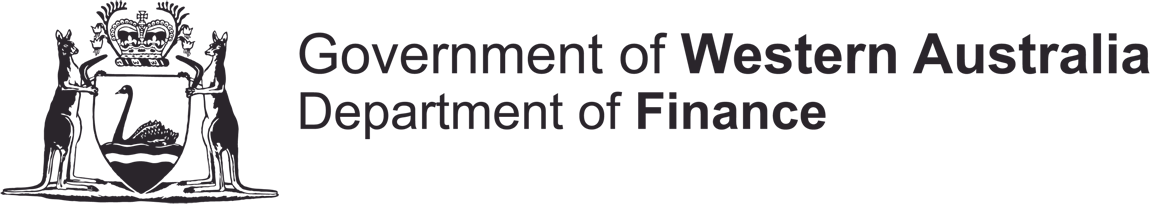 Government of Western Australia
Department of Finance